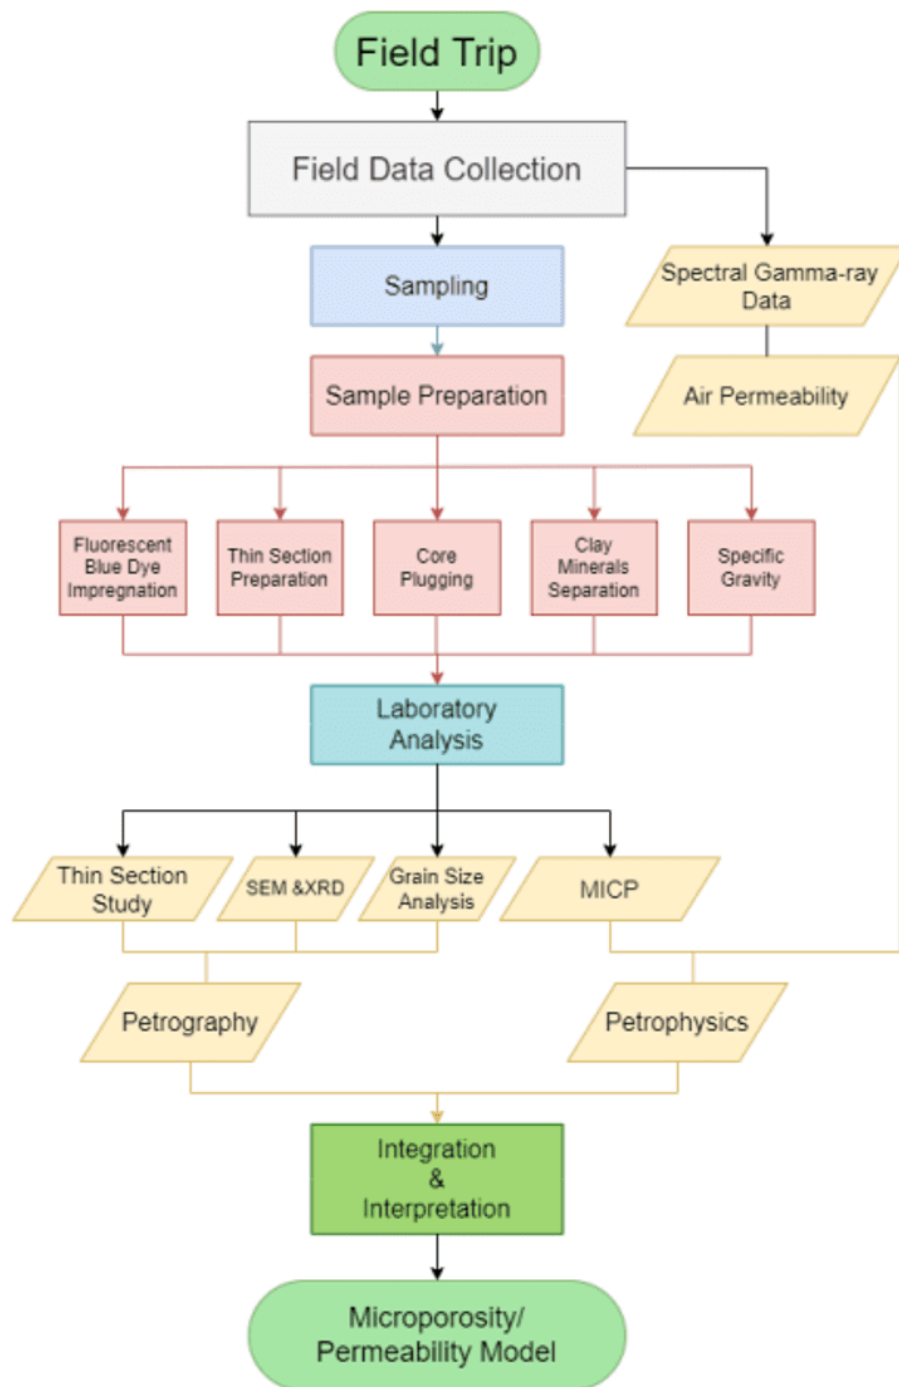 Field Trip
Field Data Collection
Sampling
Spectral Gamma-ray
Data
Sample Preparation
Air Permeability
Fluorescent
Blue Dye
Impregnation
Thin Section
Preparation
Core
Plugging
Clay
Minerals
Separation
Specific
Gravity
Laboratory
Analysis
Thin Section
Study
SEM &XRD
Grain Size
Analysis
MICP
Petrography
Petrophysics
Integration
&
Interpretation
Microporosity/
Permeability Model